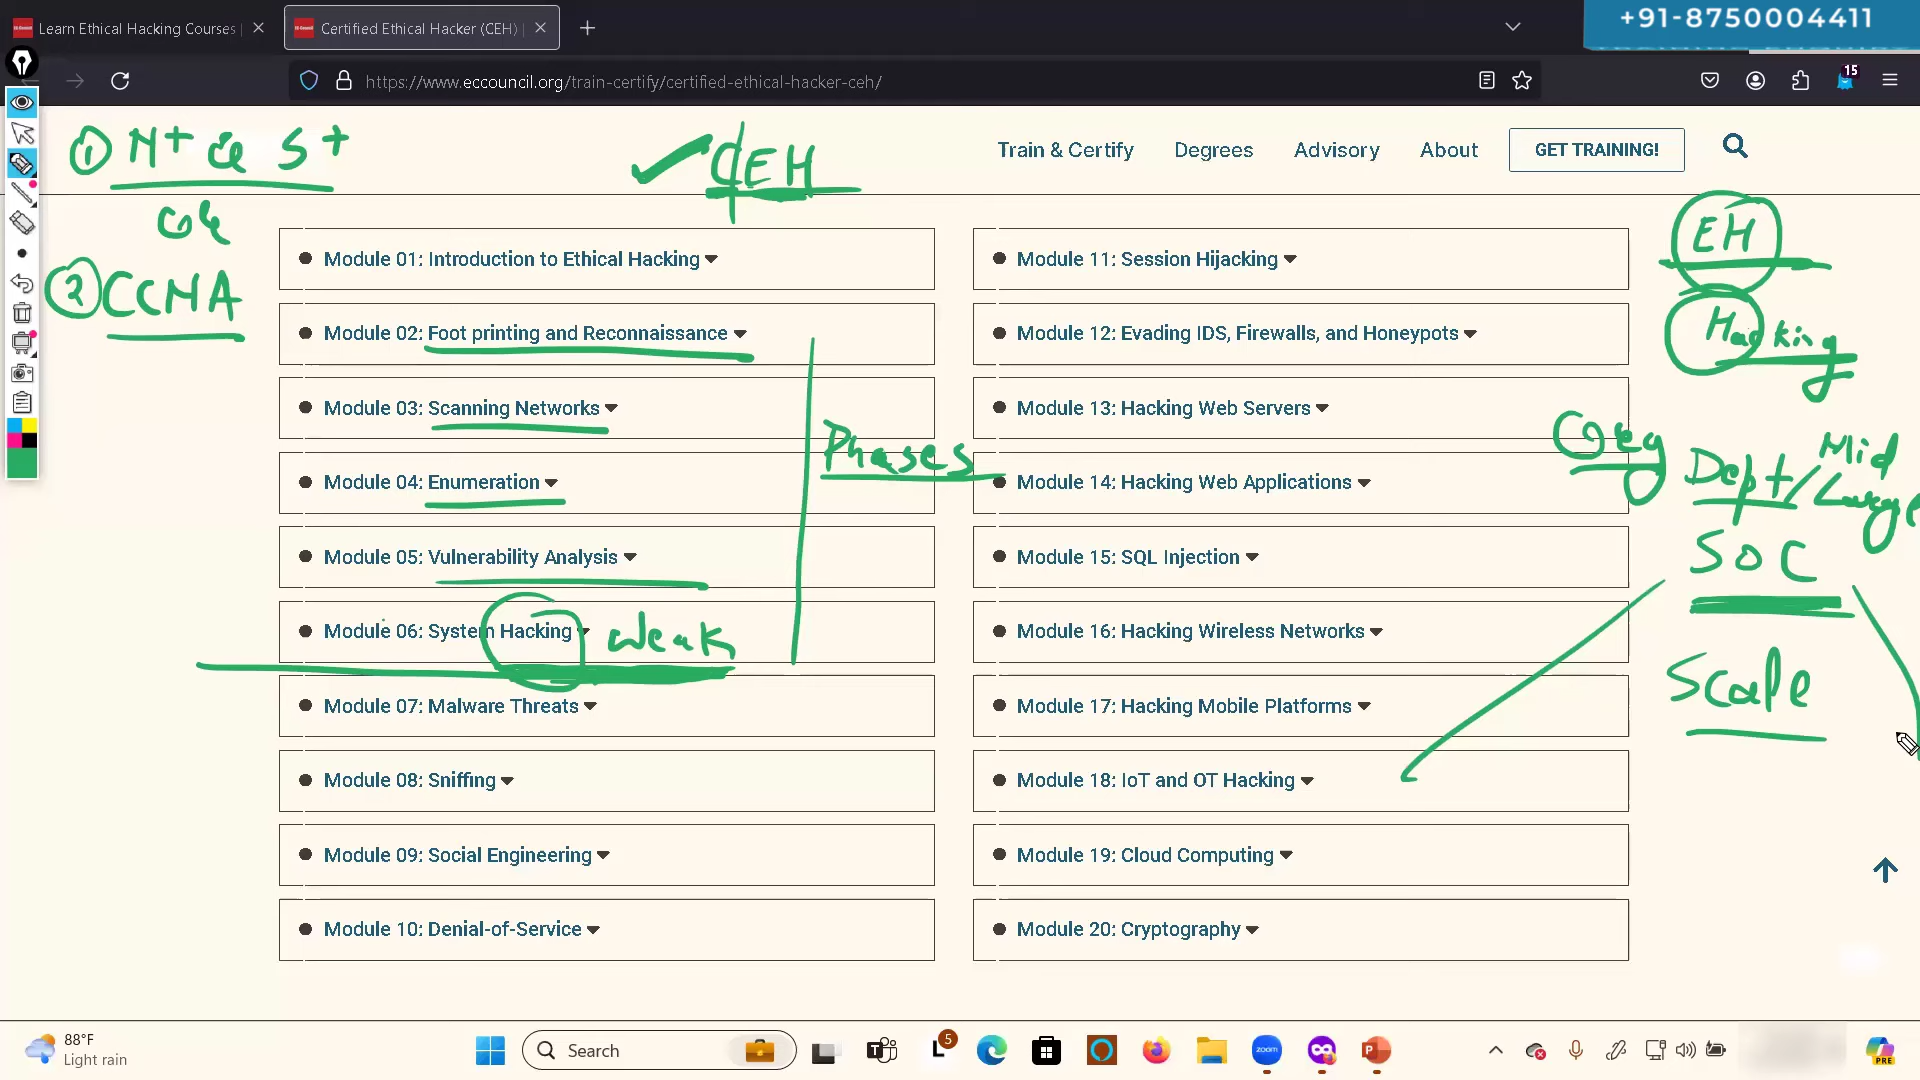 +91-8750004411
Learn Ethical Hacking Courses |
Certified Ethical Hacker (CEH) |
15
https://www.eccouncil.org/train-certify/certified-ethical-hacker-ceh/
① N+ & S+
CEH
Train & Certify
Degrees
Advisory
About
GET TRAINING!
② CCNA
Module 01: Introduction to Ethical Hacking
Module 02: Foot printing and Reconnaissance
Module 03: Scanning Networks
Module 04: Enumeration
Module 05: Vulnerability Analysis
Module 06: System Hacking
Weak
Module 07: Malware Threats
Module 08: Sniffing
Module 09: Social Engineering
Module 10: Denial-of-Service
Phases
Module 11: Session Hijacking
Module 12: Evading IDS, Firewalls, and Honeypots
Module 13: Hacking Web Servers
Module 14: Hacking Web Applications
Module 15: SQL Injection
Module 16: Hacking Wireless Networks
Module 17: Hacking Mobile Platforms
Module 18: IoT and OT Hacking
Module 19: Cloud Computing
Module 20: Cryptography
EH
Hacking
Org
Dept/
Mid
Large
SOC
Scale
88°F
Light rain
Search
L
5
zoom
PRE